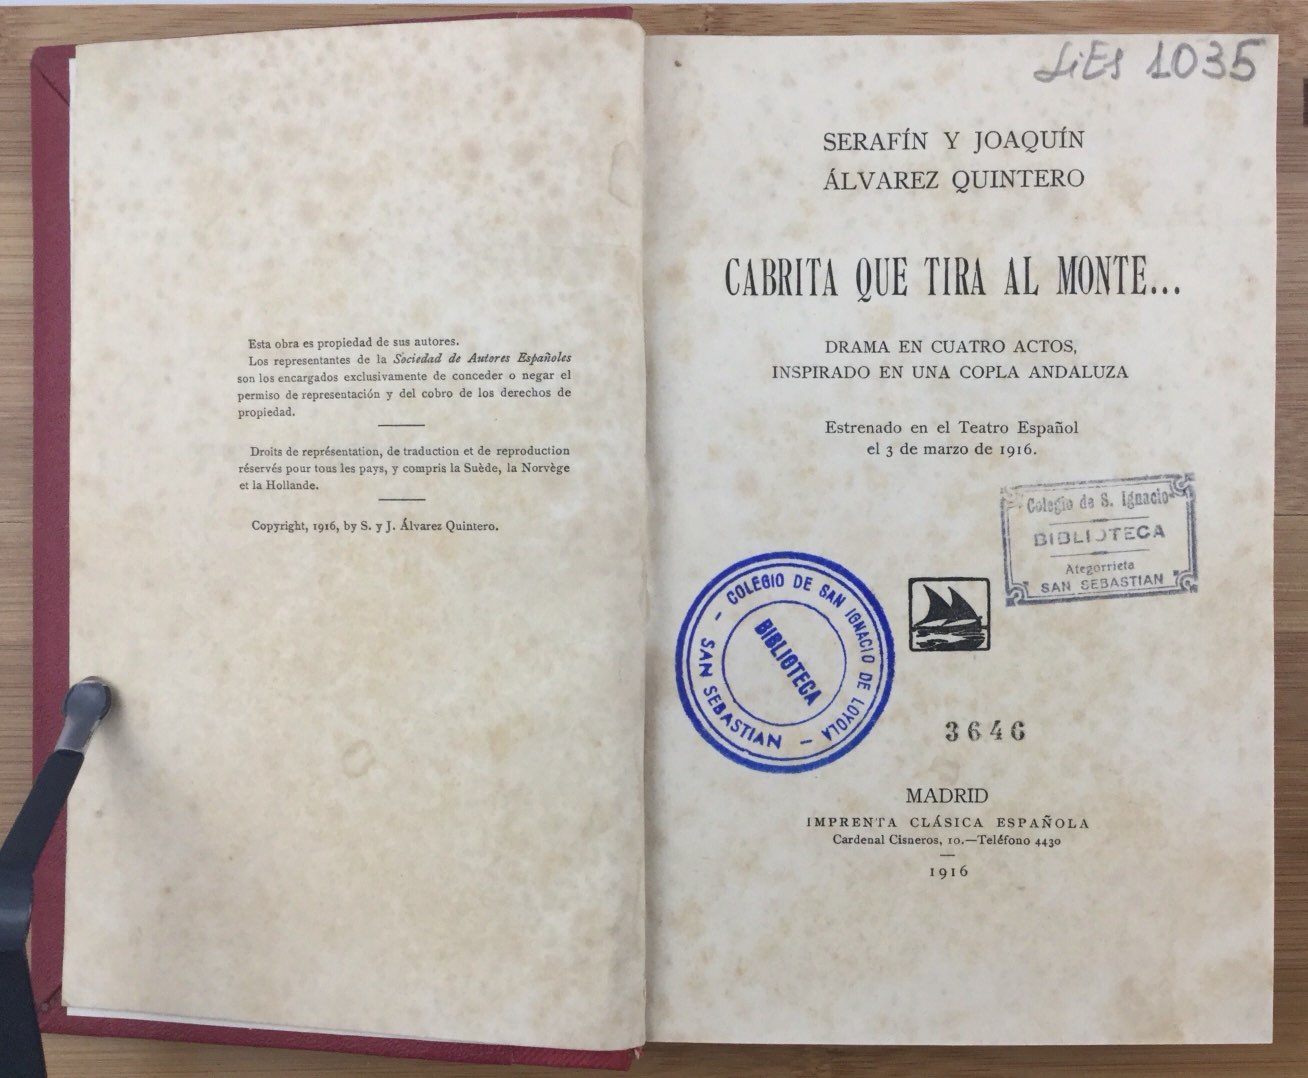 Esta obra es propiedad de sus autores.
Los representantes de la Sociedad de Autores Españoles
son los encargados exclusivamente de conceder o negar el
permiso de representación y del cobro de los derechos de
propiedad.
Droits de représentation, de traduction et de reproduction
réservés pour tous les pays, y compris la Suède, la Norvège
et la Hollande.
Copyright, 1916, by S. y J. Álvarez Quintero.
LiEs 1035
SERAFÍN Y JOAQUÍN
ÁLVAREZ QUINTERO
CABRITA QUE TIRA AL MONTE...
DRAMA EN CUATRO ACTOS,
INSPIRADO EN UNA COPLA ANDALUZA
Estrenado en el Teatro Español
el 3 de marzo de 1916.
Colegio de S. Ignacio
BIBLIOTECA
Ategorrieta
SAN SEBASTIAN
COLEGIO DE SAN IGNACIO DE LOYOLA
BIBLIOTECA
SAN SEBASTIAN
3646
MADRID
IMPRENTA CLÁSICA ESPAÑOLA
Cardenal Cisneros, 10.—Teléfono 4430
1916